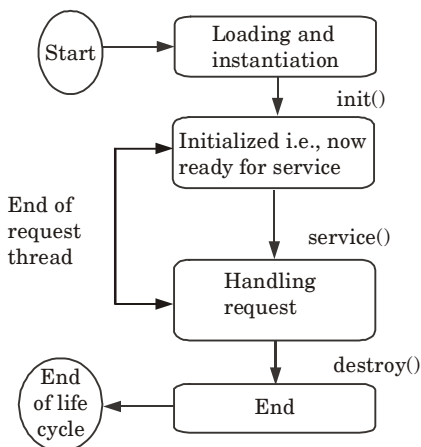 Start
Loading and
instantiation
init()
Initialized i.e., now
ready for service
End of
request
thread
service()
Handling
request
destroy()
End
of life
cycle
End